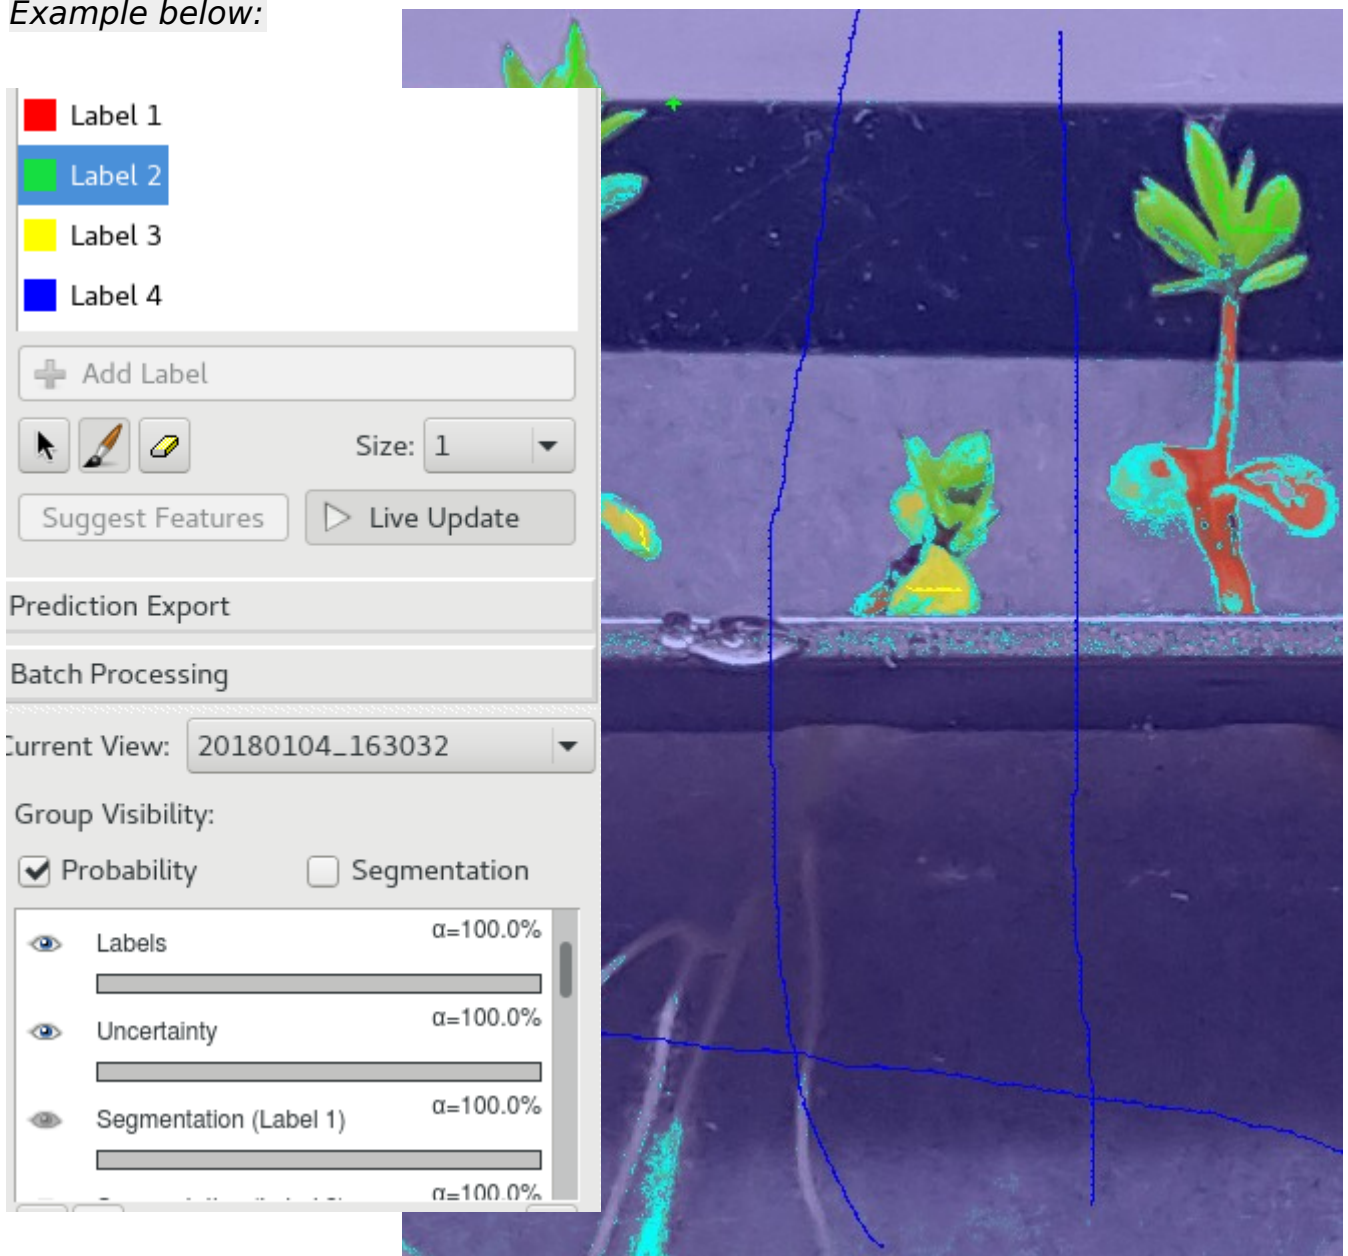 Example below:
Label 1
Label 2
Label 3
Label 4
Add Label
Size: 1
Suggest Features
Live Update
Prediction Export
Batch Processing
Current View: 20180104_163032
Group Visibility:
Probability
Segmentation
α=100.0%
Labels
α=100.0%
Uncertainty
α=100.0%
Segmentation (Label 1)
α=100.0%